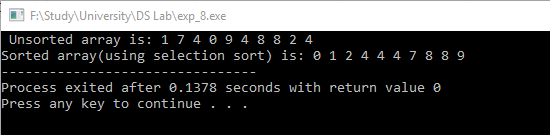 F:\Study\University\DS Lab\exp_8.exe
Unsorted array is: 1 7 4 0 9 4 8 8 2 4
Sorted array(using selection sort) is: 0 1 2 4 4 4 7 8 8 9
--------------------------------
Process exited after 0.1378 seconds with return value 0
Press any key to continue . . .